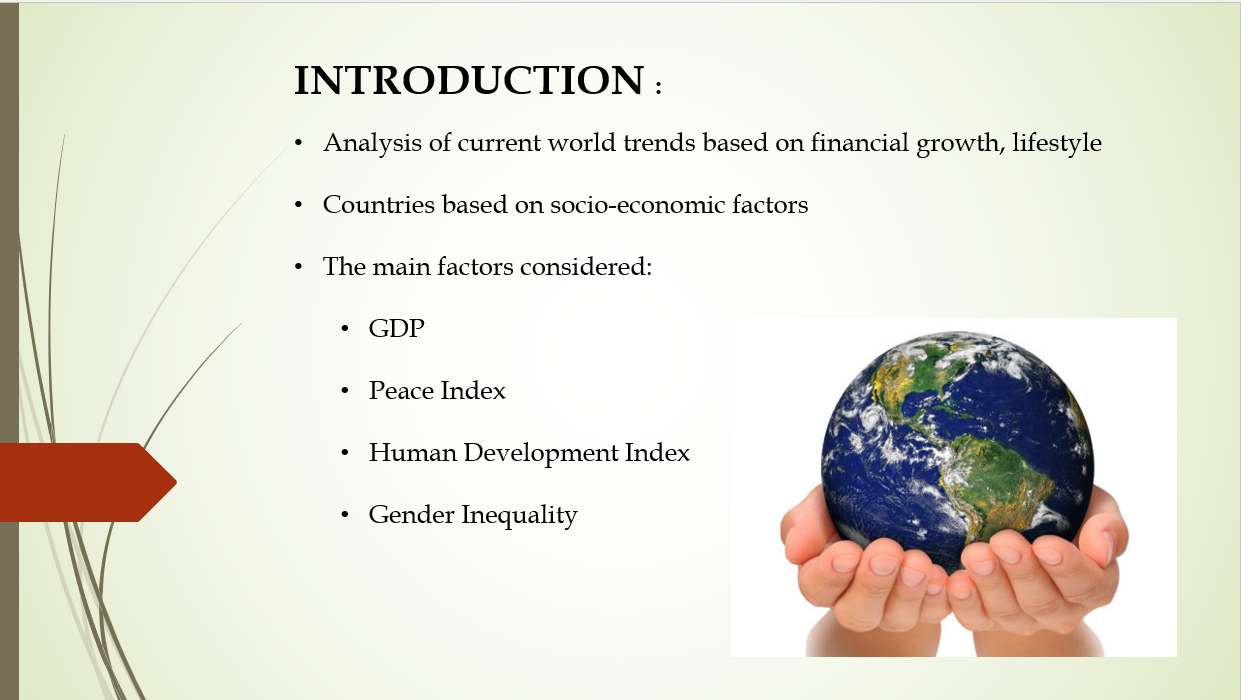 INTRODUCTION :
• Analysis of current world trends based on financial growth, lifestyle
• Countries based on socio-economic factors
• The main factors considered:
• GDP
• Peace Index
• Human Development Index
• Gender Inequality